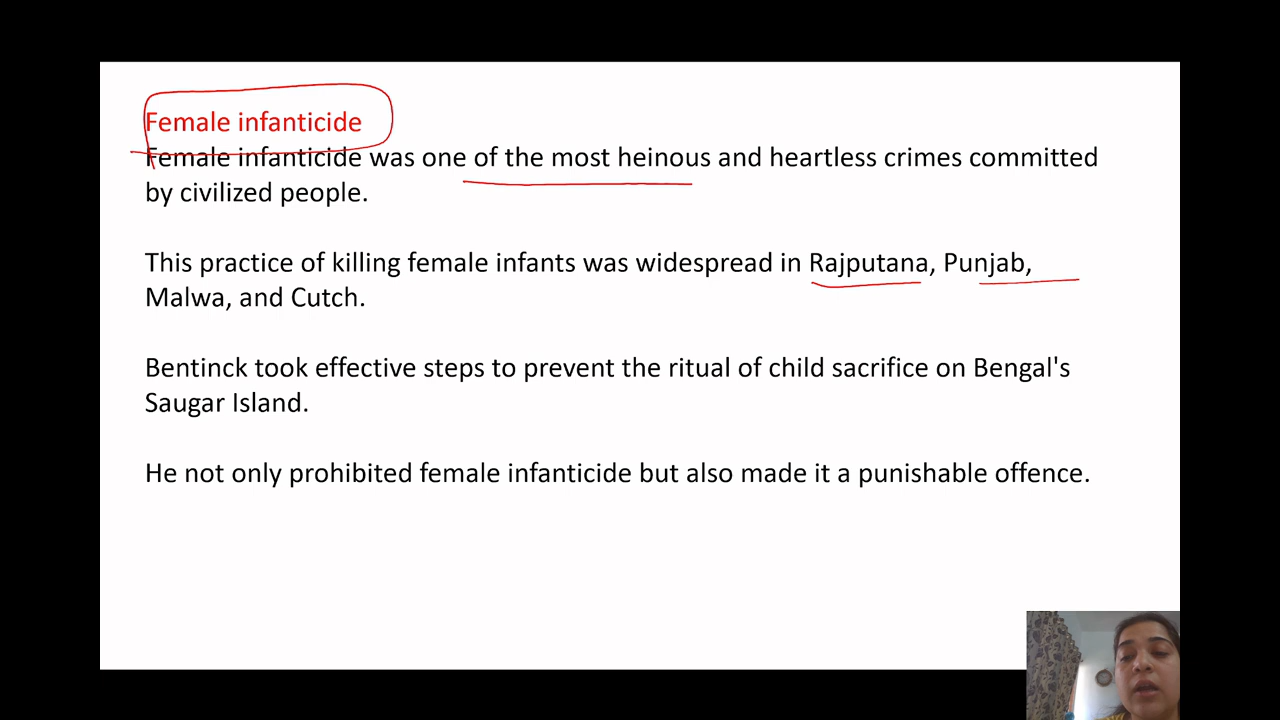 Female infanticide
Female infanticide was one of the most heinous and heartless crimes committed
by civilized people.
This practice of killing female infants was widespread in Rajputana, Punjab,
Malwa, and Cutch.
Bentinck took effective steps to prevent the ritual of child sacrifice on Bengal's
Saugar Island.
He not only prohibited female infanticide but also made it a punishable offence.